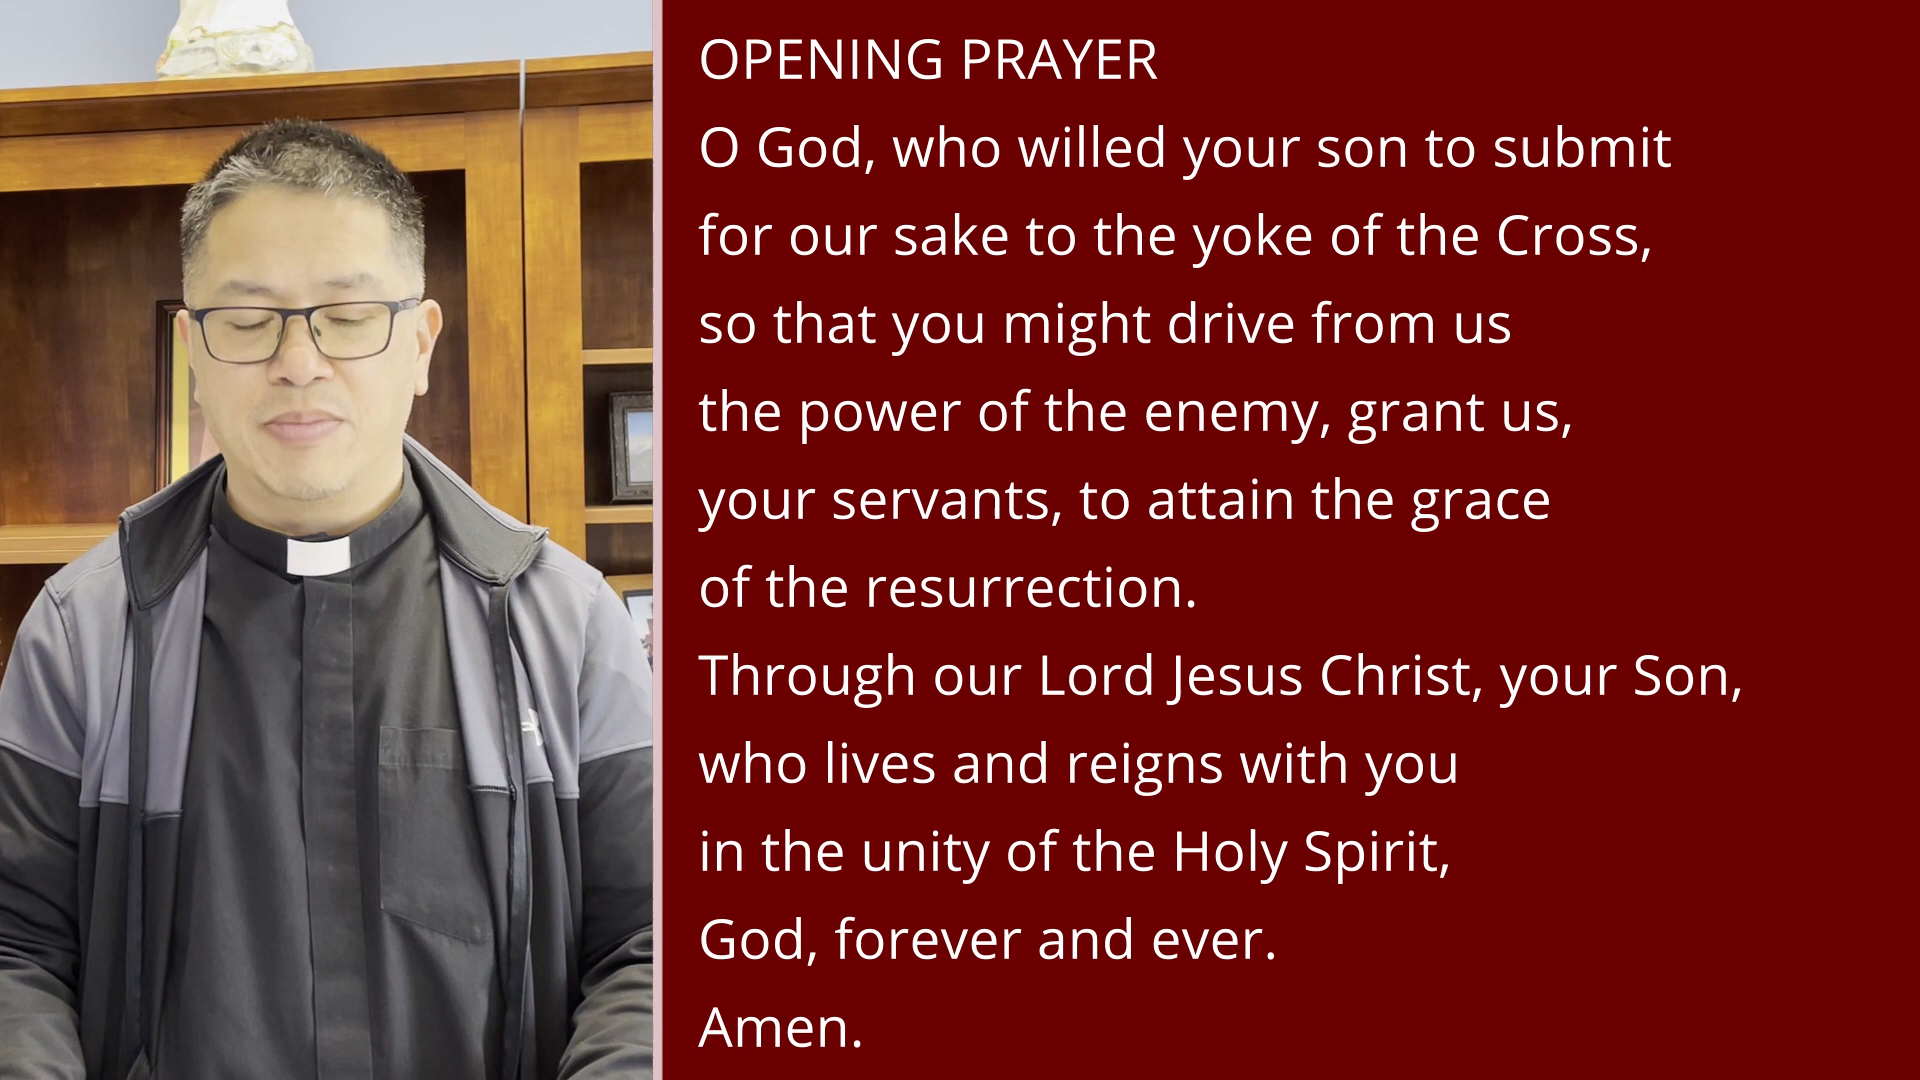 OPENING PRAYER
O God, who willed your son to submit
for our sake to the yoke of the Cross,
so that you might drive from us
the power of the enemy, grant us,
your servants, to attain the grace
of the resurrection.
Through our Lord Jesus Christ, your Son,
who lives and reigns with you
in the unity of the Holy Spirit,
God, forever and ever.
Amen.